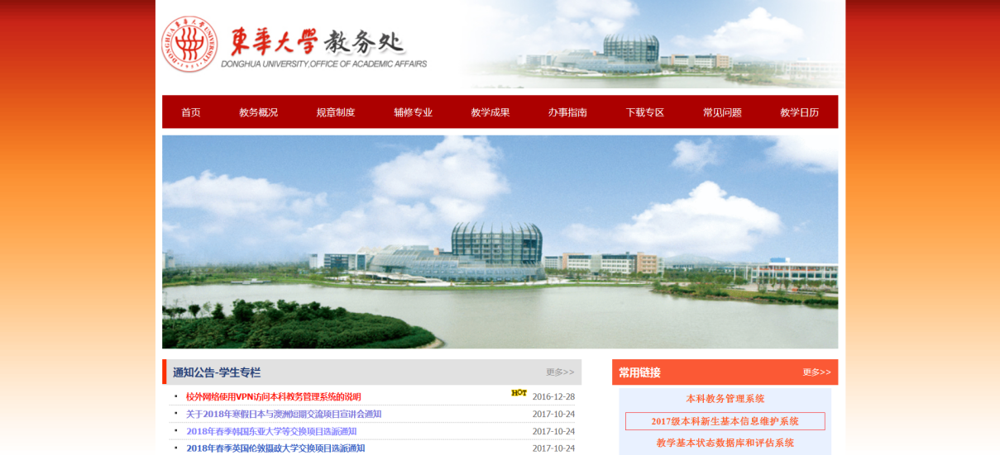 東華大学教务处
DONGHUA UNIVERSITY,OFFICE OF ACADEMIC AFFAIRS
首页 教务概况 规章制度 辅修专业 教学成果 办事指南 下载专区 常见问题 教学日历
通知公告-学生专栏 更多>>
校外网络使用VPN访问本科教务管理系统的说明 HOT 2016-12-28
关于2018年寒假日本与澳洲短期交流项目宣讲会通知 2017-10-24
2018年春季韩国东亚大学等交换项目选派通知 2017-10-24
2018年春季英国伦敦摄政大学交换项目选派通知 2017-10-24
常用链接 更多>>
本科教务管理系统
2017级本科新生基本信息维护系统
教学基本状态数据库和评估系统